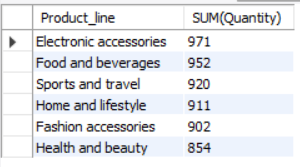 Product_line SUM(Quantity)
Electronic accessories 971
Food and beverages 952
Sports and travel 920
Home and lifestyle 911
Fashion accessories 902
Health and beauty 854